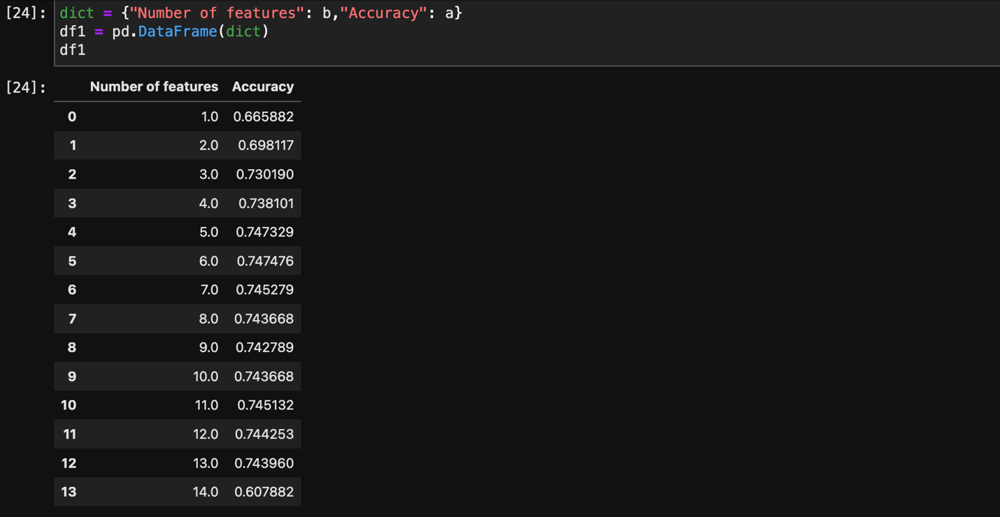 [24]: dict = {"Number of features": b,"Accuracy": a}
df1 = pd.DataFrame(dict)
df1
[24]: Number of features Accuracy
0 1.0 0.665882
1 2.0 0.698117
2 3.0 0.730190
3 4.0 0.738101
4 5.0 0.747329
5 6.0 0.747476
6 7.0 0.745279
7 8.0 0.743668
8 9.0 0.742789
9 10.0 0.743668
10 11.0 0.745132
11 12.0 0.744253
12 13.0 0.743960
13 14.0 0.607882